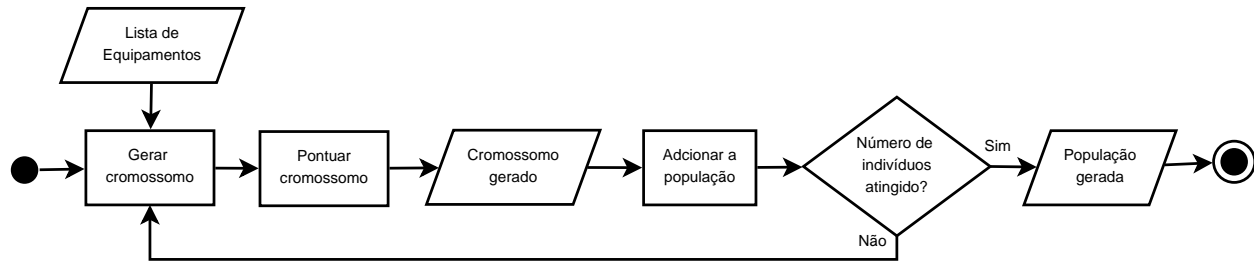 Lista de
Equipamentos
Gerar
cromossomo
Pontuar
cromossomo
Cromossomo
gerado
Adcionar a
população
Número de
indivíduos
atingido?
Sim
Não
População
gerada